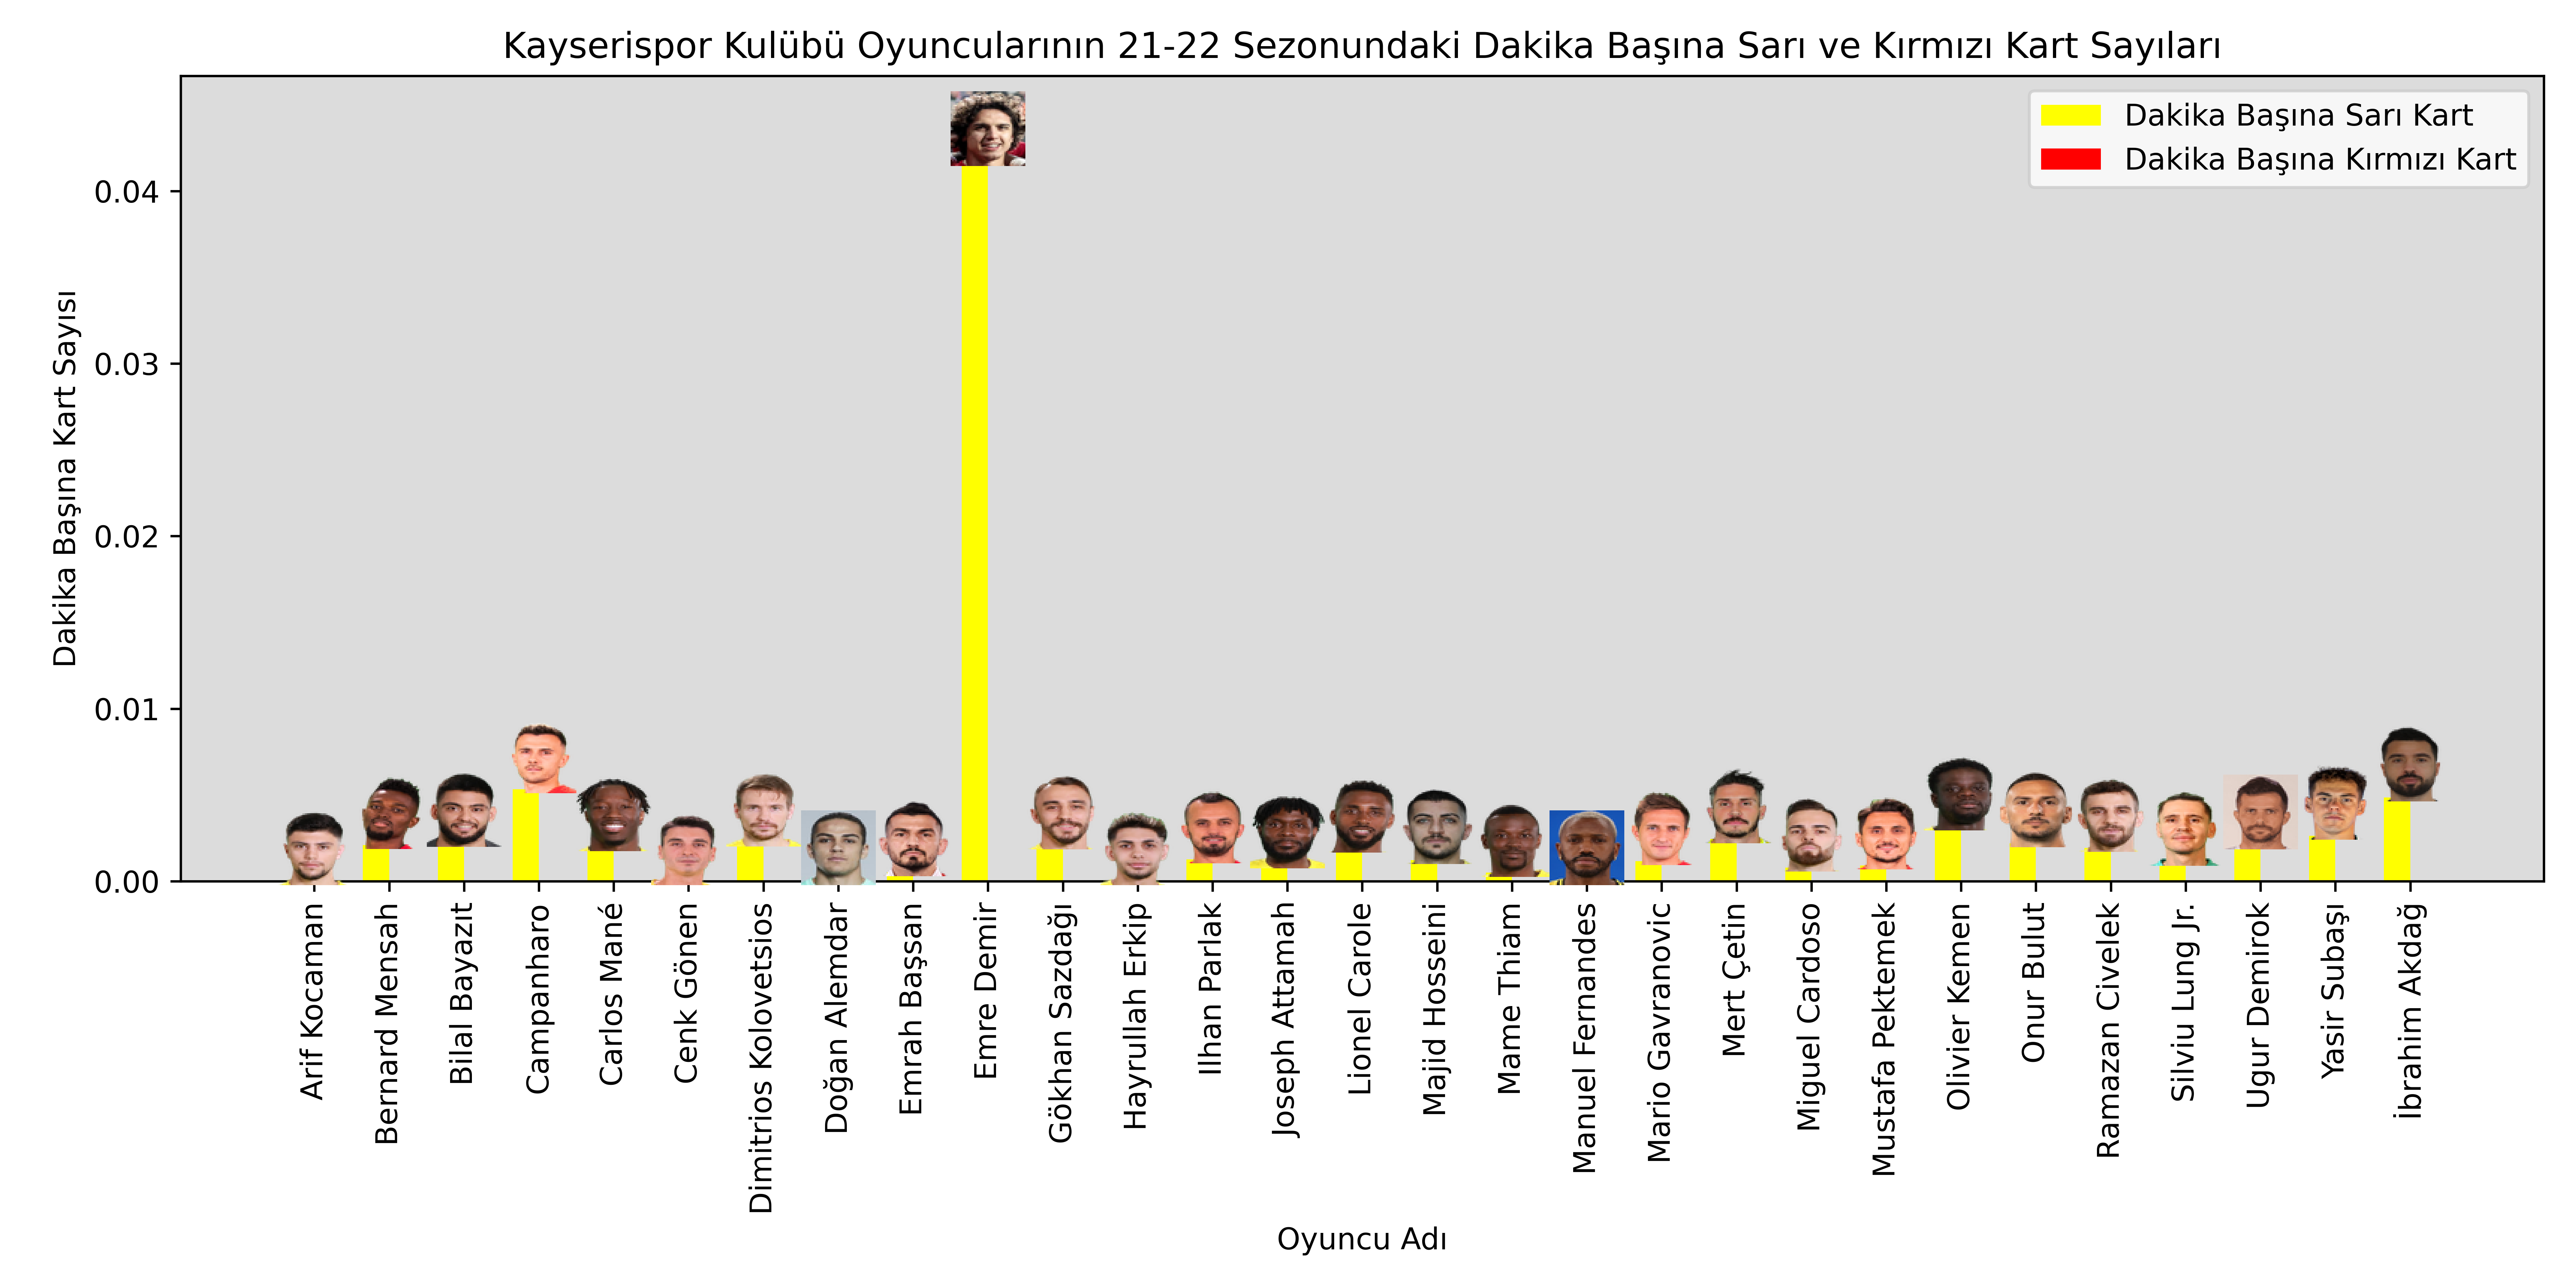 Kayserispor Kulübü Oyuncularının 21-22 Sezonundaki Dakika Başına Sarı ve Kırmızı Kart Sayıları
Dakika Başına Sarı Kart
Dakika Başına Kırmızı Kart
Dakika Başına Kart Sayısı
0.04
0.03
0.02
0.01
0.00
Arif Kocaman
Bernard Mensah
Bilal Bayazıt
Campanharo
Carlos Mané
Cenk Gönen
Dimitrios Kolovetsios
Doğan Alemdar
Emrah Başsan
Emre Demir
Gökhan Sazdağı
Hayrullah Erkip
Ilhan Parlak
Joseph Attamah
Lionel Carole
Majid Hosseini
Mame Thiam
Manuel Fernandes
Mario Gavranovic
Mert Çetin
Miguel Cardoso
Mustafa Pektemek
Olivier Kemen
Onur Bulut
Ramazan Civelek
Silviu Lung Jr.
Ugur Demirok
Yasir Subaşı
İbrahim Akdağ
Oyuncu Adı